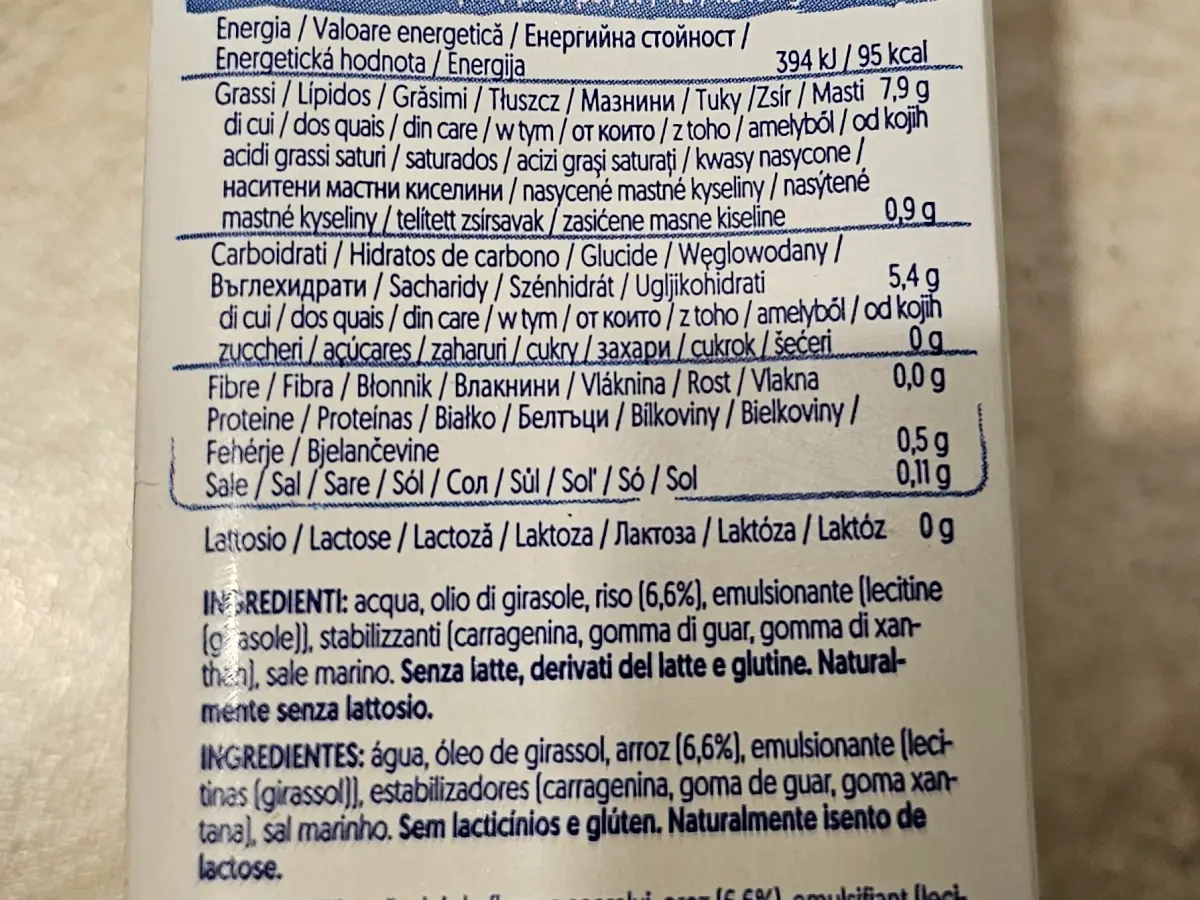 Energia / Valoare energetică / Енергийна стойност /
Energetická hodnota / Energija 394 kJ / 95 kcal
Grassi / Lípidos / Grăsimi / Tłuszcz / Мазнини / Tuky /Zsír / Masti 7,9 g
di cui / dos quais / din care / w tym / от които / z toho / amelyből / od kojih
acidi grassi saturi / saturados / acizi grași saturați / kwasy nasycone /
наситени мастни киселини / nasycené mastné kyseliny / nasýtené
mastné kyseliny / telített zsírsavak / zasićene masne kiseline 0,9 g
Carboidrati / Hidratos de carbono / Glucide / Węglowodany /
Въглехидрати / Sacharidy / Szénhidrát / Ugljikohidrati 5,4 g
di cui / dos quais / din care / w tym / от които / z toho / amelyből / od kojih
zuccheri / açúcares / zaharuri / cukry / захари / cukrok / šećeri 0 g
Fibre / Fibra / Błonnik / Влакнини / Vláknina / Rost / Vlakna 0,0 g
Proteine / Proteínas / Białko / Белтъци / Bílkoviny / Bielkoviny /
Fehérje / Bjelančevine 0,5 g
Sale / Sal / Sare / Sól / Сол / Sůl / Soľ / Só / Sol 0,11 g
Lattosio / Lactose / Lactoză / Laktoza / Лактоза / Laktóza / Laktóz 0 g
INGREDIENTI: acqua, olio di girasole, riso (6,6%), emulsionante (lecitine
(girasole)), stabilizzanti (carragenina, gomma di guar, gomma di xan-
than), sale marino. Senza latte, derivati del latte e glutine. Natural-
mente senza lattosio.
INGREDIENTES: água, óleo de girassol, arroz (6,6%), emulsionante (leci-
tinas (girassol)), estabilizadores (carragenina, goma de guar, goma xan-
tana), sal marinho. Sem lacticínios e glúten. Naturalmente isento de
lactose.